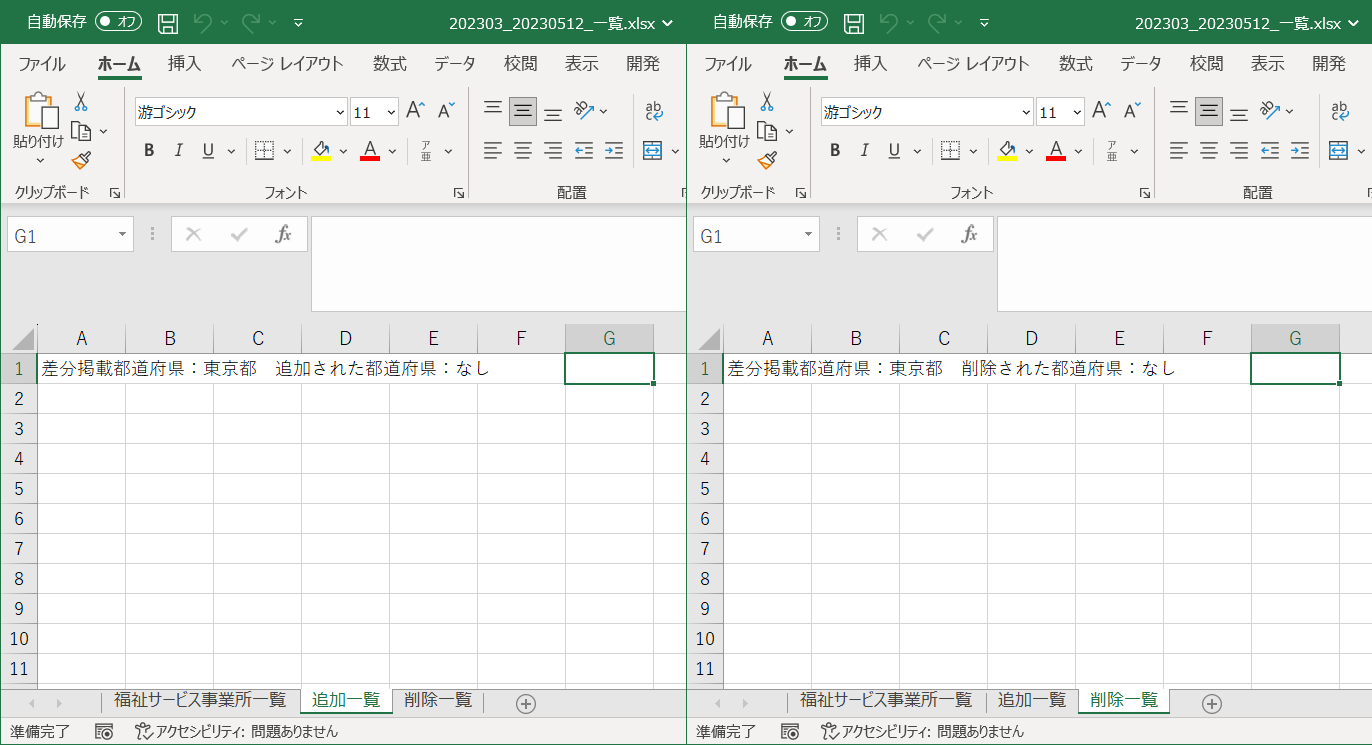 自動保存 オフ 202303_20230512_一覧.xlsx
ファイル ホーム 挿入 ページ レイアウト 数式 データ 校閲 表示 開発
貼り付け
游ゴシック 11 A A ab
B I U A ア亜
クリップボード フォント 配置
G1 fx
A B C D E F G
1 差分掲載都道府県：東京都　追加された都道府県：なし
2
3
4
5
6
7
8
9
10
11
福祉サービス事業所一覧 追加一覧 削除一覧
準備完了 アクセシビリティ: 問題ありません
自動保存 オフ 202303_20230512_一覧.xlsx
ファイル ホーム 挿入 ページ レイアウト 数式 データ 校閲 表示 開発
貼り付け
游ゴシック 11 A A ab
B I U A ア亜
クリップボード フォント 配置
G1 fx
A B C D E F G
1 差分掲載都道府県：東京都　削除された都道府県：なし
2
3
4
5
6
7
8
9
10
11
福祉サービス事業所一覧 追加一覧 削除一覧
準備完了 アクセシビリティ: 問題ありません